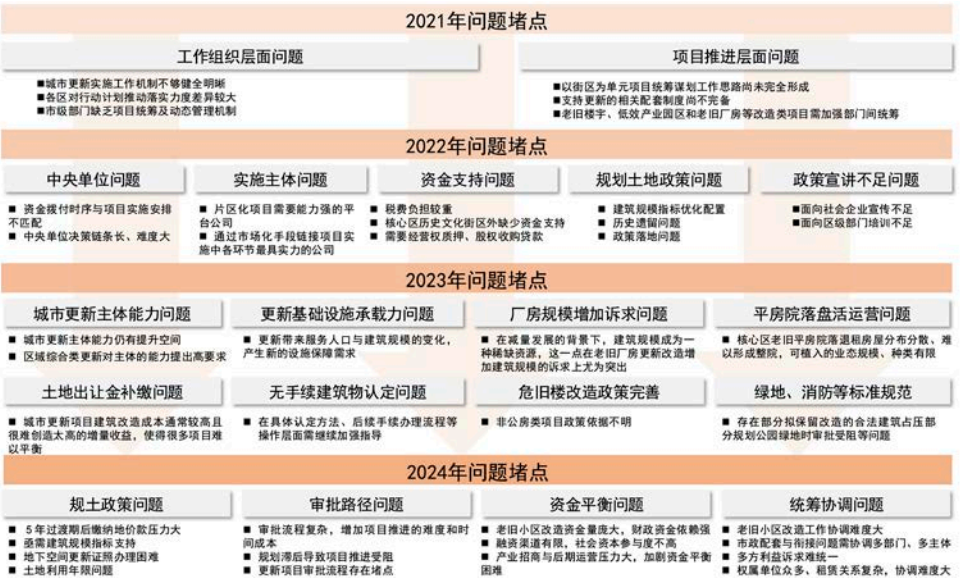 2021年问题堵点
工作组织层面问题
■城市更新实施工作机制不够健全明晰
■各区对行动计划推动落实力度差异较大
■市级部门缺乏项目统筹及动态管理机制
项目推进层面问题
■以街区为单元项目统筹谋划工作思路尚未完全形成
■支持更新的相关配套制度尚不完备
■老旧楼宇、低效产业园区和老旧厂房等改造类项目需加强部门间统筹
2022年问题堵点
中央单位问题
■ 资金拨付时序与项目实施安排
不匹配
■ 中央单位决策链条长、难度大
实施主体问题
■ 片区化项目需要能力强的平
台公司
■ 通过市场化手段链接项目实
施中各环节最具实力的公司
资金支持问题
■ 税费负担较重
■ 核心区历史文化街区外缺少资金支持
■ 需要经营权质押、股权收购贷款
规划土地政策问题
■ 建筑规模指标优化配置
■ 历史遗留问题
■ 政策落地问题
政策宣讲不足问题
■面向社会企业宣传不足
■面向区级部门培训不足
2023年问题堵点
城市更新主体能力问题
■ 城市更新主体能力仍有提升空间
■ 区域综合类更新对主体的能力提出高要求
更新基础设施承载力问题
■ 更新带来服务人口与建筑规模的变化，
产生新的设施保障需求
厂房规模增加诉求问题
■ 在减量发展的背景下，建筑规模成为一
种稀缺资源，这一点在老旧厂房更新改造增
加建筑规模的诉求上尤为突出
平房院落盘活运营问题
■ 核心区老旧平房院落退租房屋分布分散、难
以形成整院，可植入的业态规模、种类有限
土地出让金补缴问题
■ 城市更新项目建筑改造成本通常较高且
很难创造太高的增量收益，使得很多项目难
以平衡
无手续建筑物认定问题
■ 在具体认定方法、后续手续办理流程等
操作层面需继续加强指导
危旧楼改造政策完善
■ 非公房类项目政策依据不明
绿地、消防等标准规范
■ 存在部分拟保留改造的合法建筑占压部
分规划公园绿地时审批受阻等问题
2024年问题堵点
规土政策问题
■ 5年过渡期后缴纳地价款压力大
■ 亟需建筑规模指标支持
■ 地下空间更新证照办理困难
■ 土地利用年限问题
审批路径问题
■ 审批流程复杂，增加项目推进的难度和时
间成本
■ 规划滞后导致项目推进受阻
■ 更新项目审批流程存在堵点
资金平衡问题
■ 老旧小区改造资金量庞大，财政资金依赖强
■ 融资渠道有限，社会资本参与度不高
■ 产业招商与后期运营压力大，加剧资金平衡
困难
统筹协调问题
■ 老旧小区改造工作协调难度大
■ 市政配套与衔接问题需协调多部门、多主体
■ 多方利益诉求难统一
■ 权属单位众多、租赁关系复杂，协调难度大